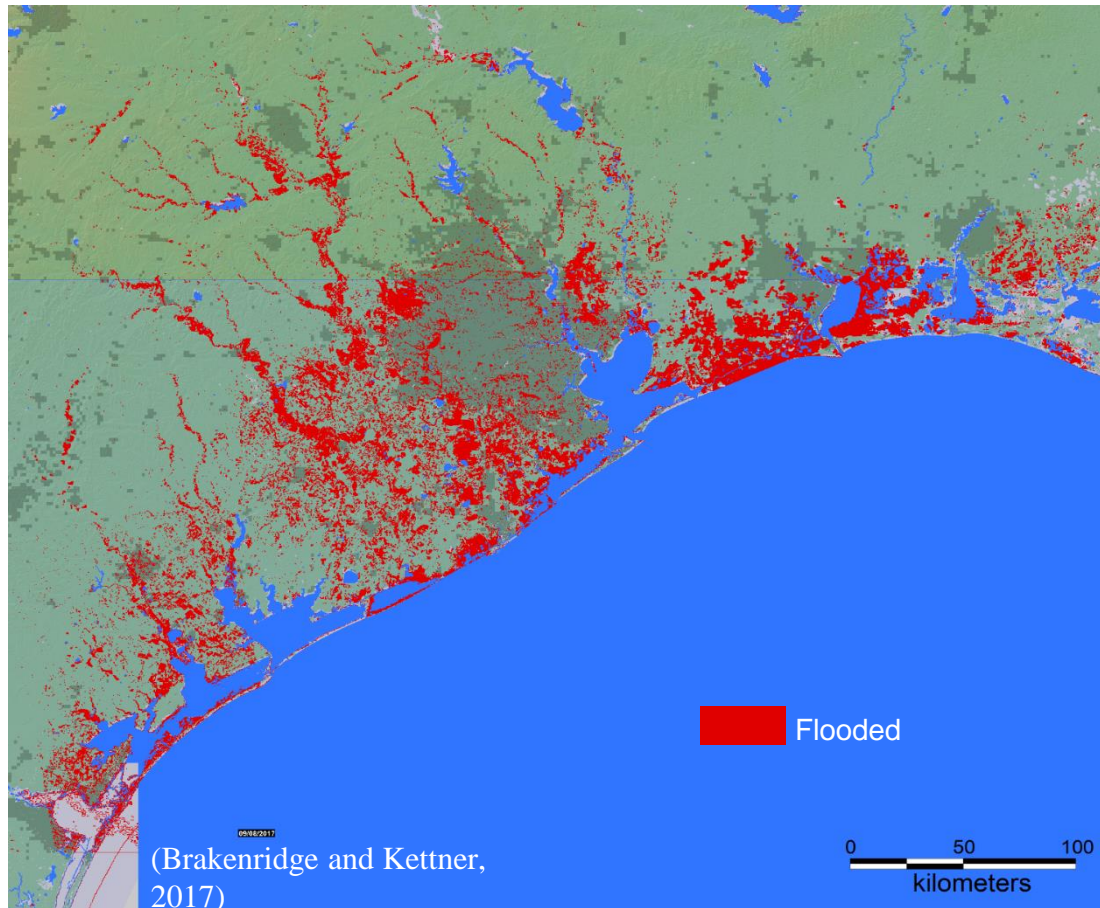 Flooded
09/08/2017
(Brakenridge and Kettner,
2017)
0 50 100
kilometers